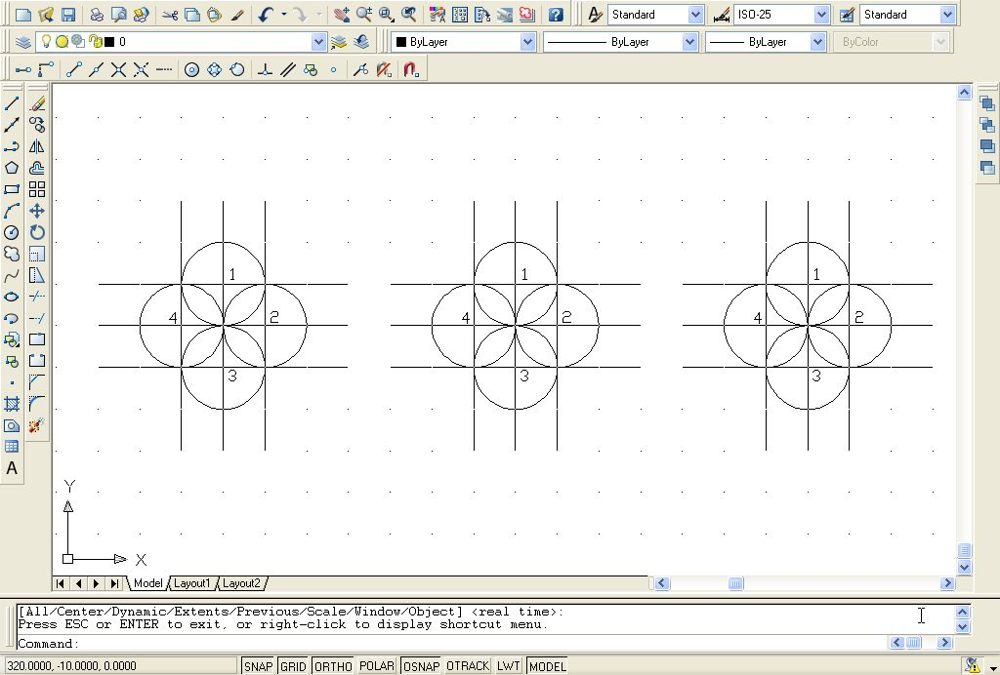 Standard ISO-25 Standard
0 ByLayer ByLayer ByLayer ByColor
1 1 1
4 2 4 2 4 2
3 3 3
A
Y
X
Model Layout1 Layout2
[All/Center/Dynamic/Extents/Previous/Scale/Window/Object] <real time>:
Press ESC or ENTER to exit, or right-click to display shortcut menu.
Command:
320.0000, -10.0000, 0.0000 SNAP GRID ORTHO POLAR OSNAP OTRACK LWT MODEL